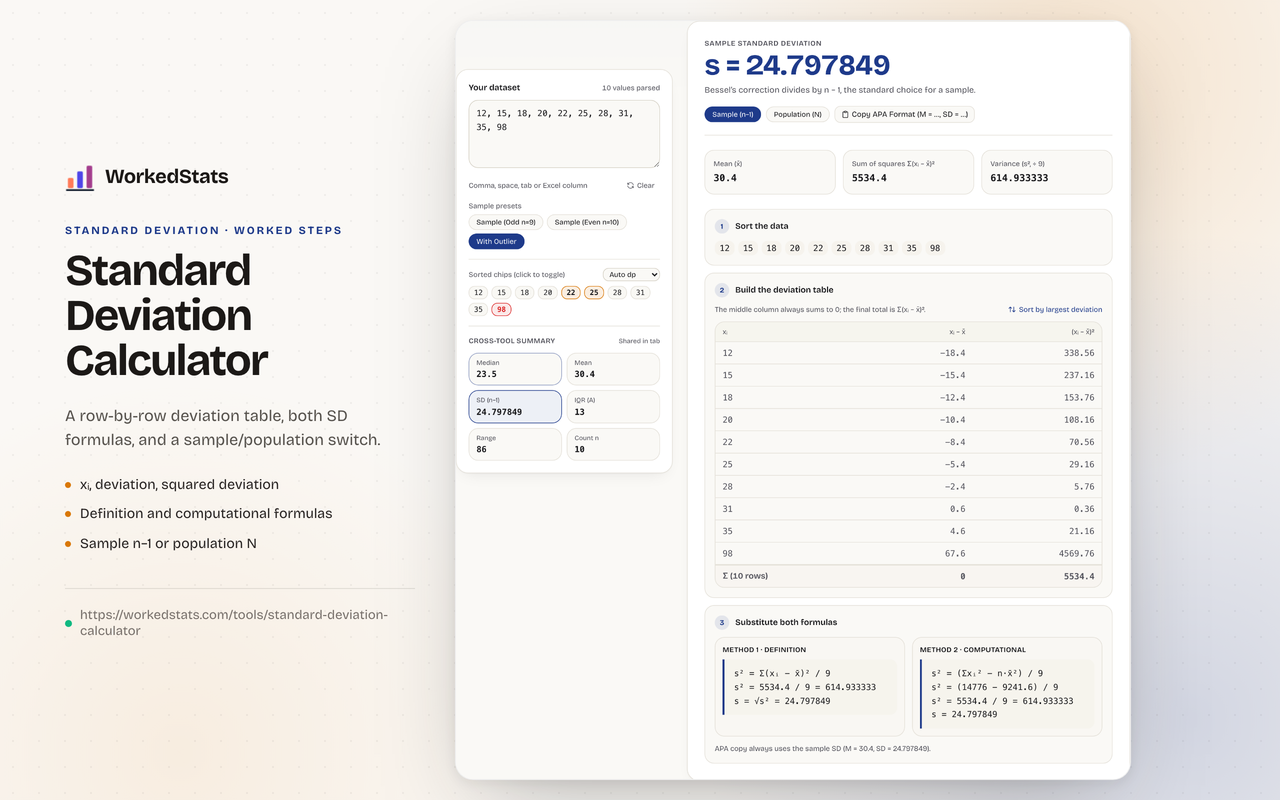 WorkedStats
STANDARD DEVIATION · WORKED STEPS
Standard
Deviation
Calculator
A row-by-row deviation table, both SD
formulas, and a sample/population switch.
xᵢ, deviation, squared deviation
Definition and computational formulas
Sample n−1 or population N
https://workedstats.com/tools/standard-deviation-
calculator
Your dataset 10 values parsed
12, 15, 18, 20, 22, 25, 28, 31,
35, 98
Comma, space, tab or Excel column Clear
Sample presets
Sample (Odd n=9) Sample (Even n=10)
With Outlier
Sorted chips (click to toggle) Auto dp
12 15 18 20 22 25 28 31
35 98
CROSS-TOOL SUMMARY Shared in tab
Median Mean
23.5 30.4
SD (n−1) IQR (A)
24.797849 13
Range Count n
86 10
SAMPLE STANDARD DEVIATION
s = 24.797849
Bessel's correction divides by n − 1, the standard choice for a sample.
Sample (n−1) Population (N) Copy APA Format (M = …, SD = …)
Mean (x̄) Sum of squares Σ(xᵢ − x̄)² Variance (s², ÷ 9)
30.4 5534.4 614.933333
1 Sort the data
12 15 18 20 22 25 28 31 35 98
2 Build the deviation table
The middle column always sums to 0; the final total is Σ(xᵢ − x̄)². Sort by largest deviation
xᵢ xᵢ − x̄ (xᵢ − x̄)²
12 −18.4 338.56
15 −15.4 237.16
18 −12.4 153.76
20 −10.4 108.16
22 −8.4 70.56
25 −5.4 29.16
28 −2.4 5.76
31 0.6 0.36
35 4.6 21.16
98 67.6 4569.76
Σ (10 rows) 0 5534.4
3 Substitute both formulas
METHOD 1 · DEFINITION
s² = Σ(xᵢ − x̄)² / 9
s² = 5534.4 / 9 = 614.933333
s = √s² = 24.797849
METHOD 2 · COMPUTATIONAL
s² = (Σxᵢ² − n·x̄²) / 9
s² = (14776 − 9241.6) / 9
s² = 5534.4 / 9 = 614.933333
s = 24.797849
APA copy always uses the sample SD (M = 30.4, SD = 24.797849).